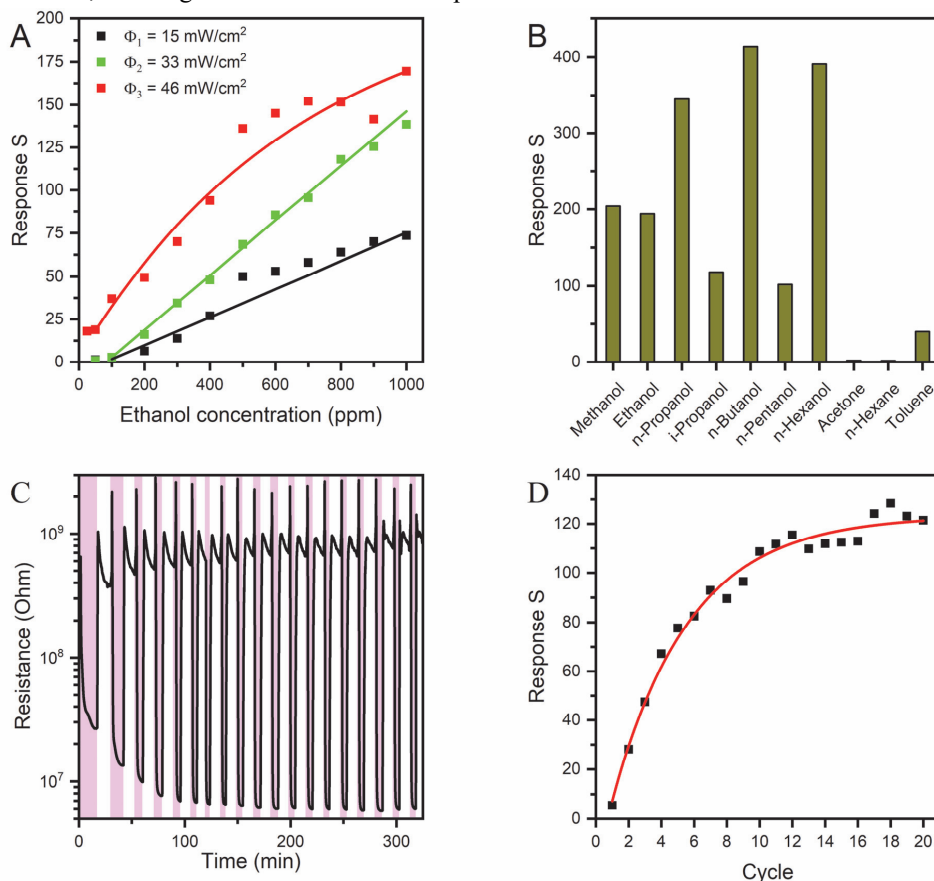 A
Φ1 = 15 mW/cm2
Φ2 = 33 mW/cm2
Φ3 = 46 mW/cm2
200
175
150
125
100
75
50
25
0
Response S
0 200 400 600 800 1000
Ethanol concentration (ppm)
B
400
300
200
100
0
Response S
Methanol
Ethanol
n-Propanol
i-Propanol
n-Butanol
n-Pentanol
n-Hexanol
Acetone
n-Hexane
Toluene
C
10^9
10^8
10^7
Resistance (Ohm)
0 100 200 300
Time (min)
D
140
120
100
80
60
40
20
0
Response S
0 2 4 6 8 10 12 14 16 18 20
Cycle